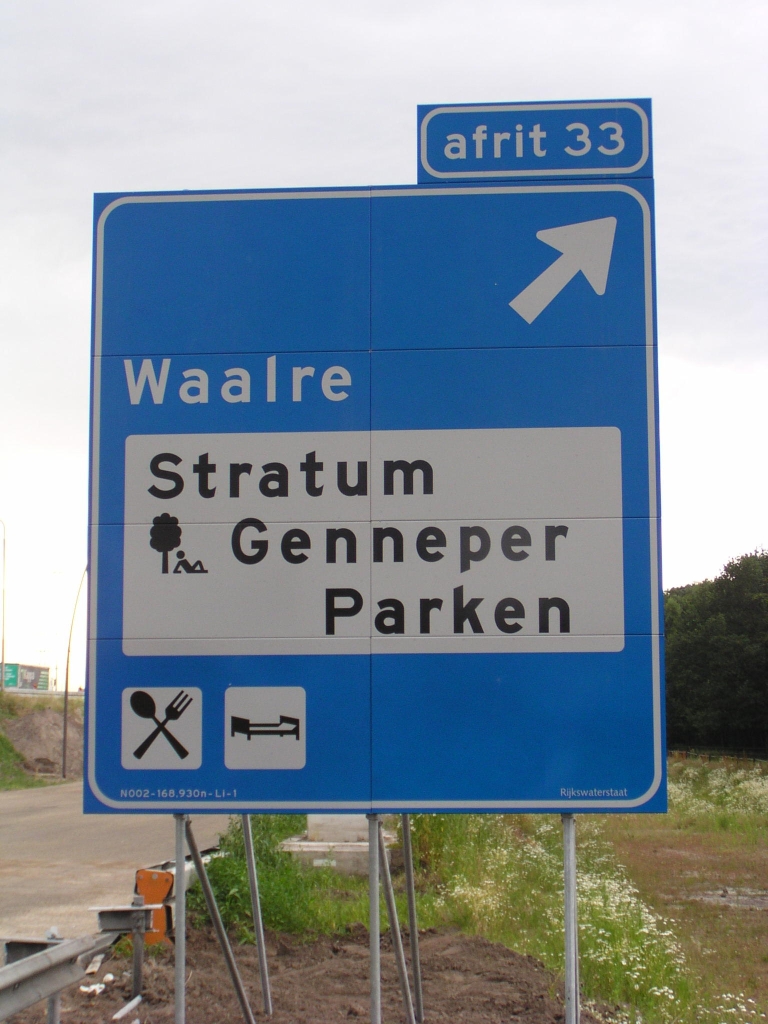 afrit 33
Waalre
Stratum
Genneper
Parken
N002-168,930n-Li-1
Rijkswaterstaat